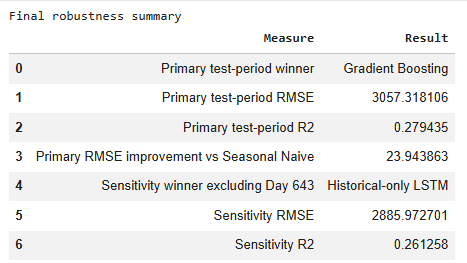 Final robustness summary
Measure Result
0 Primary test-period winner Gradient Boosting
1 Primary test-period RMSE 3057.318106
2 Primary test-period R2 0.279435
3 Primary RMSE improvement vs Seasonal Naive 23.943863
4 Sensitivity winner excluding Day 643 Historical-only LSTM
5 Sensitivity RMSE 2885.972701
6 Sensitivity R2 0.261258